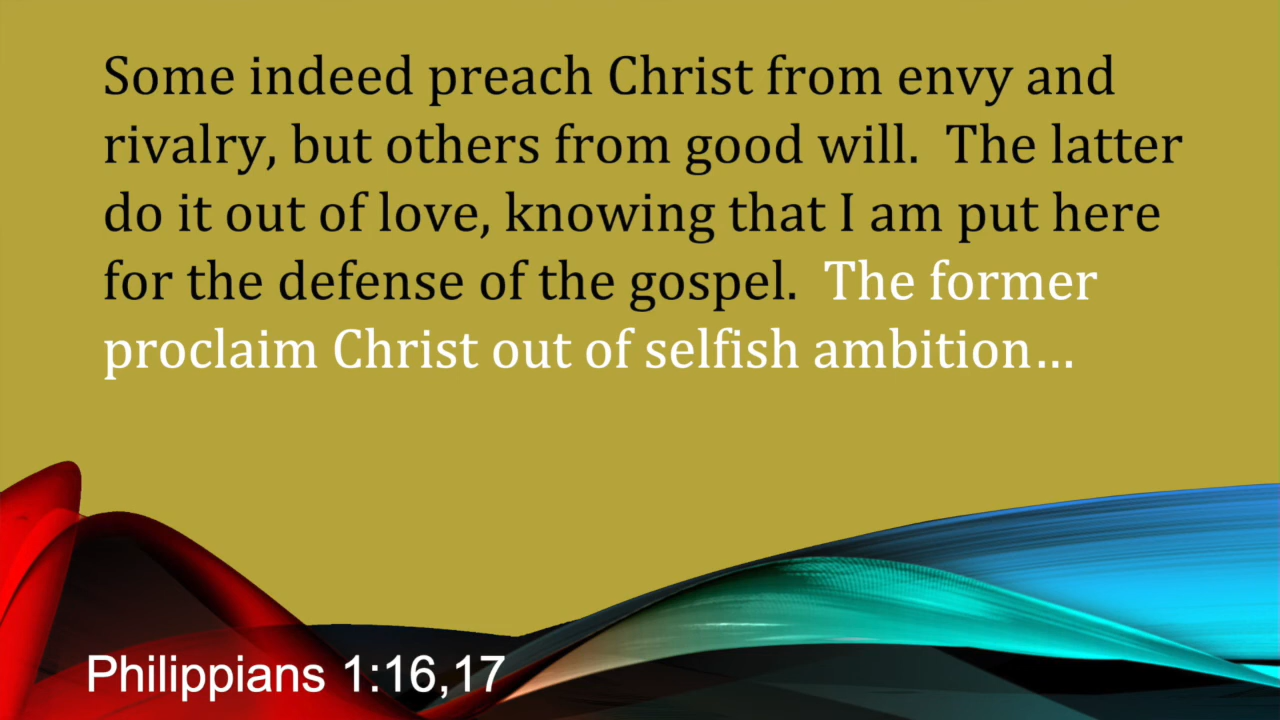 Some indeed preach Christ from envy and
rivalry, but others from good will.  The latter
do it out of love, knowing that I am put here
for the defense of the gospel.  The former
proclaim Christ out of selfish ambition…
Philippians 1:16,17